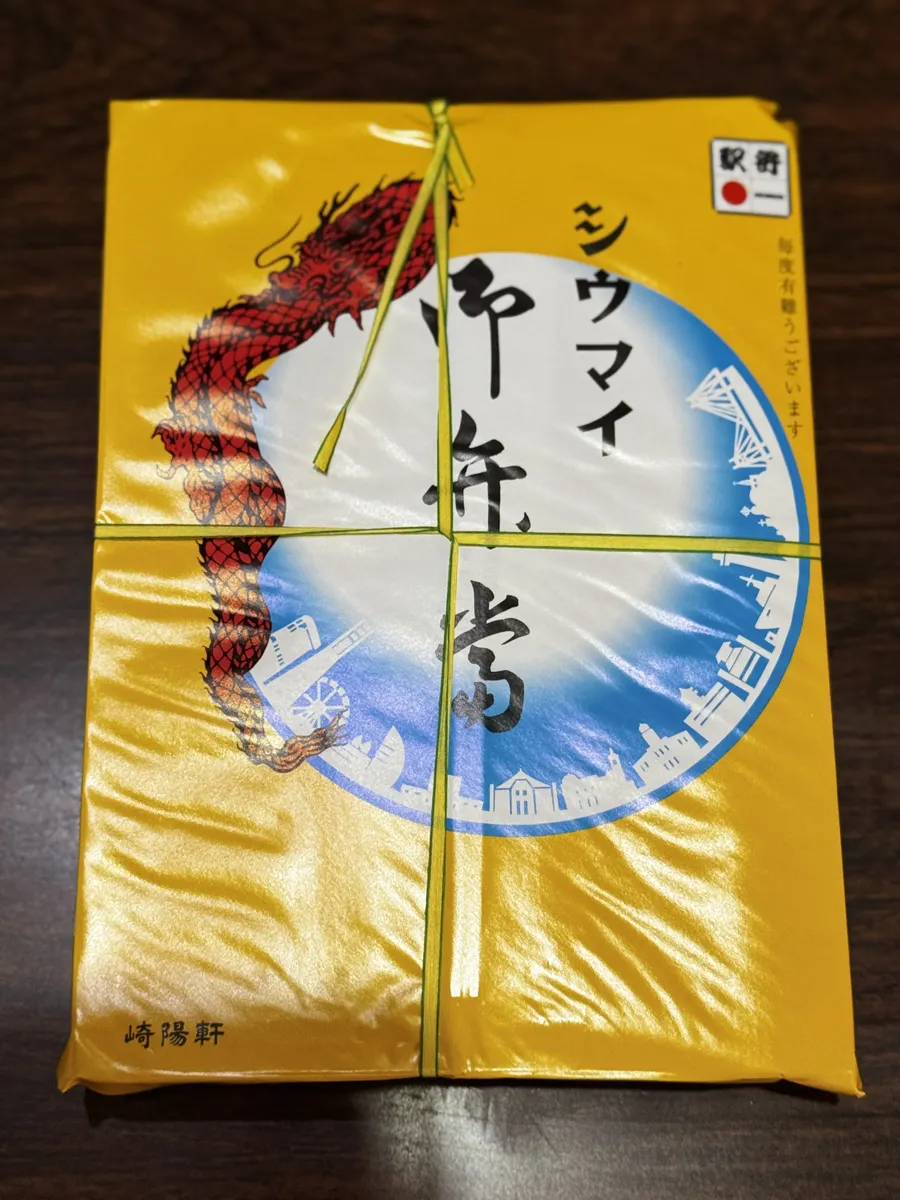 駅弁
毎度有難うございます
シウマイ
御弁當
崎陽軒